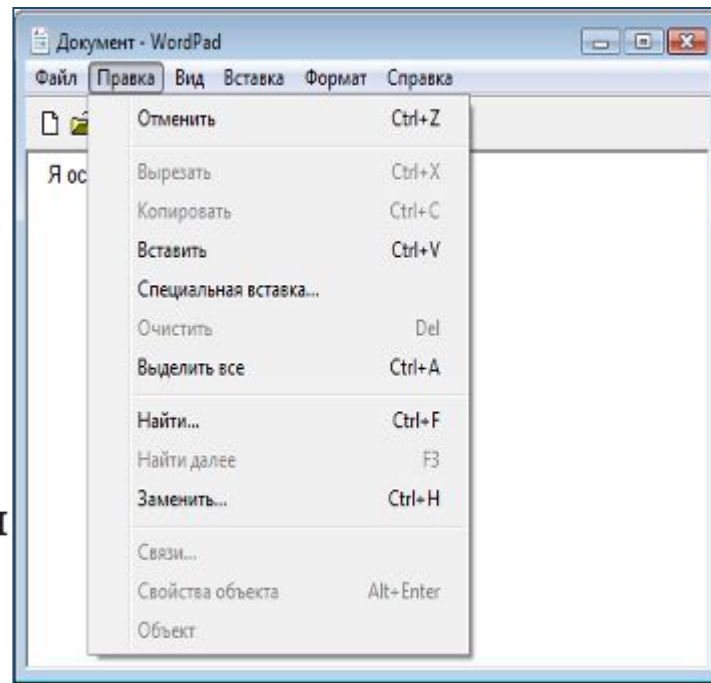 Документ - WordPad
Файл Правка Вид Вставка Формат Справка
Отменить Ctrl+Z
Я ос
Вырезать Ctrl+X
Копировать Ctrl+C
Вставить Ctrl+V
Специальная вставка...
Очистить Del
Выделить все Ctrl+A
Найти... Ctrl+F
Найти далее F3
Заменить... Ctrl+H
Связи...
Свойства объекта Alt+Enter
Объект